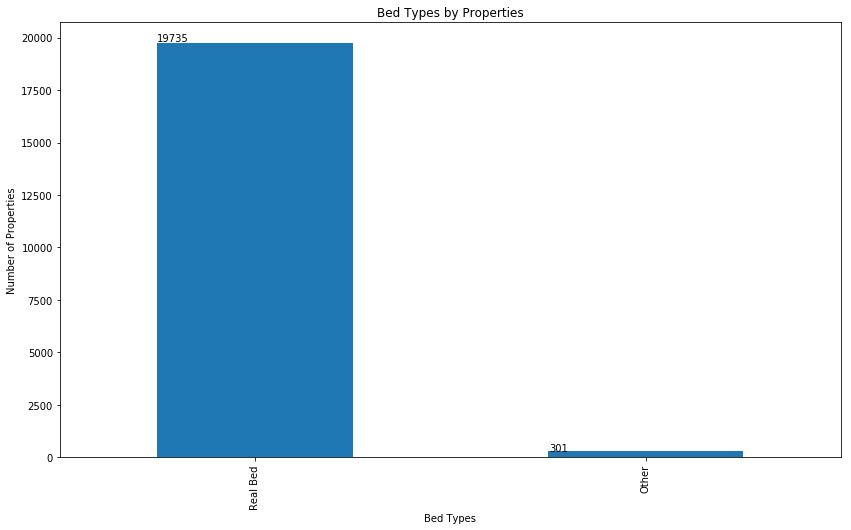 Bed Types by Properties
Number of Properties
20000
17500
15000
12500
10000
7500
5000
2500
0
19735
301
Real Bed
Other
Bed Types